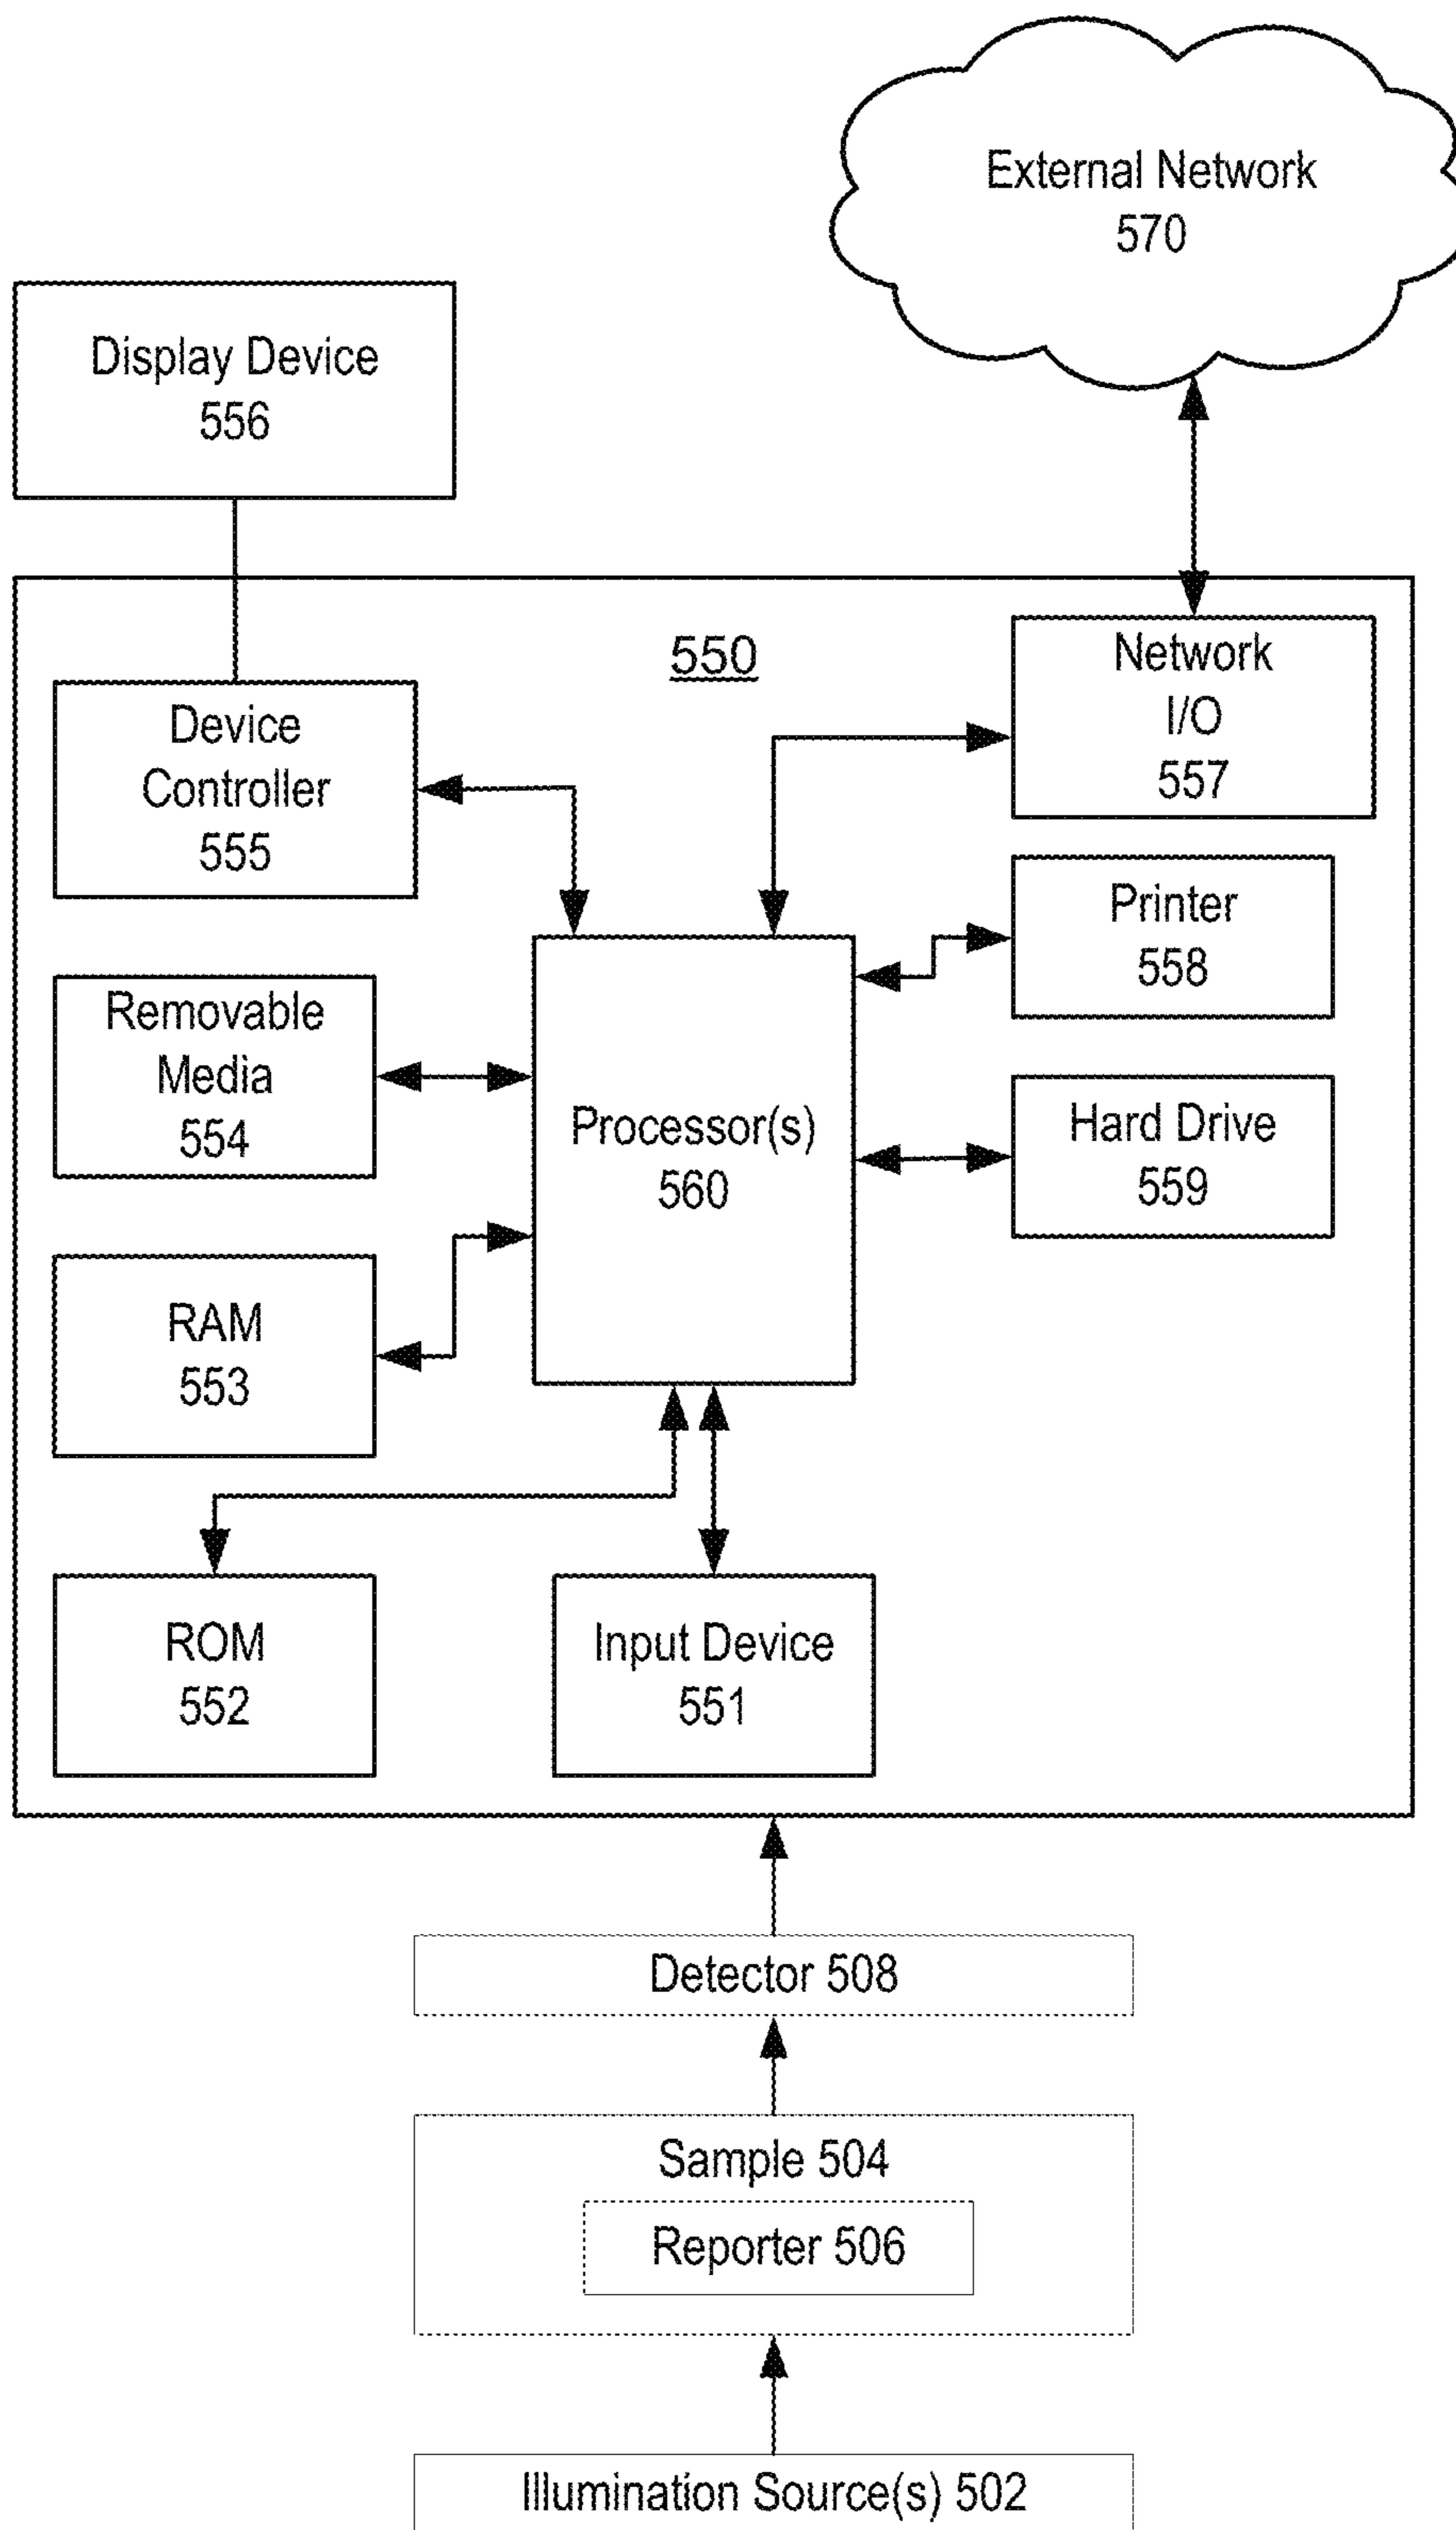 External Network
570
Display Device
556
550
Device
Controller
555
Network
I/O
557
Printer
558
Removable
Media
554
Processor(s)
560
Hard Drive
559
RAM
553
ROM
552
Input Device
551
Detector 508
Sample 504
Reporter 506
Illumination Source(s) 502